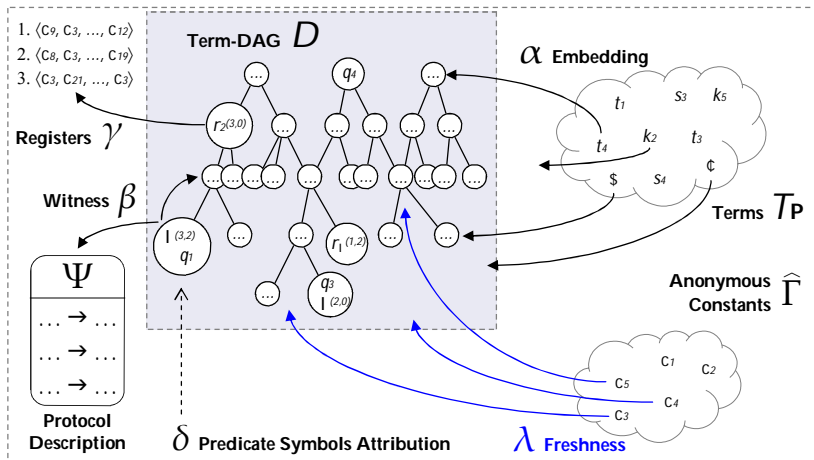 1. ⟨c9, c3, ..., c12⟩
2. ⟨c8, c3, ..., c19⟩
3. ⟨c3, c21, ..., c3⟩
Registers γ
Witness β
Ψ
... → ...
... → ...
... → ...
Protocol
Description
Term-DAG D
... q4 ...
r2(3,0) ... ... ... ...
... ... ... ... ... ... ... ... ... ... ...
I (3,2)
q1
... ... rI(1,2) ... ...
... q3
I (2,0)
δ Predicate Symbols Attribution
α Embedding
t1 s3 k5
t4 k2 t3
$ s4 ¢
Terms TP
Anonymous
Constants Γ̂
c1 c2
c5
c4
c3
λ Freshness